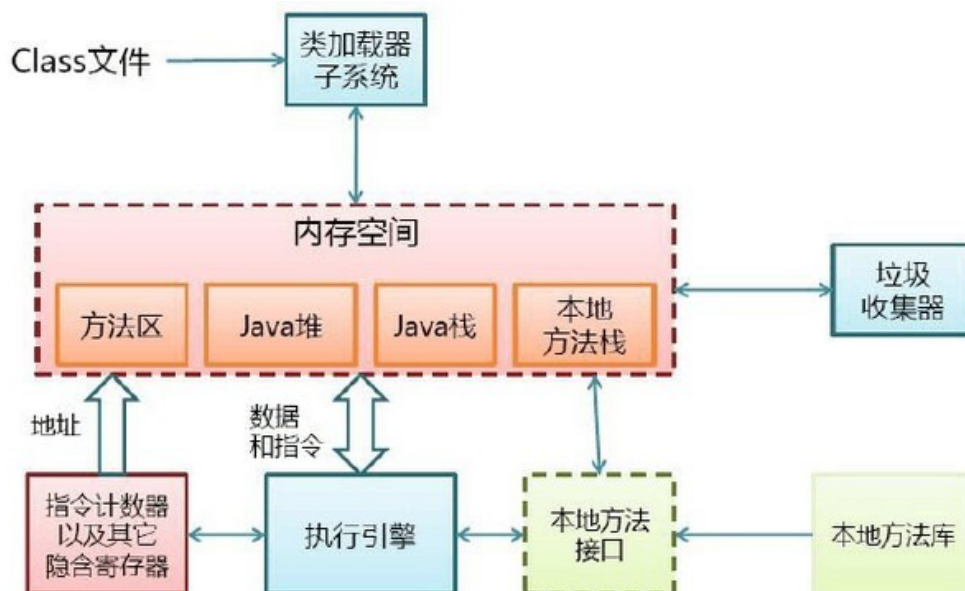 Class文件
类加载器
子系统
内存空间
方法区
Java堆
Java栈
本地
方法栈
垃圾
收集器
地址
数据
和指令
指令计数器
以及其它
隐含寄存器
执行引擎
本地方法
接口
本地方法库